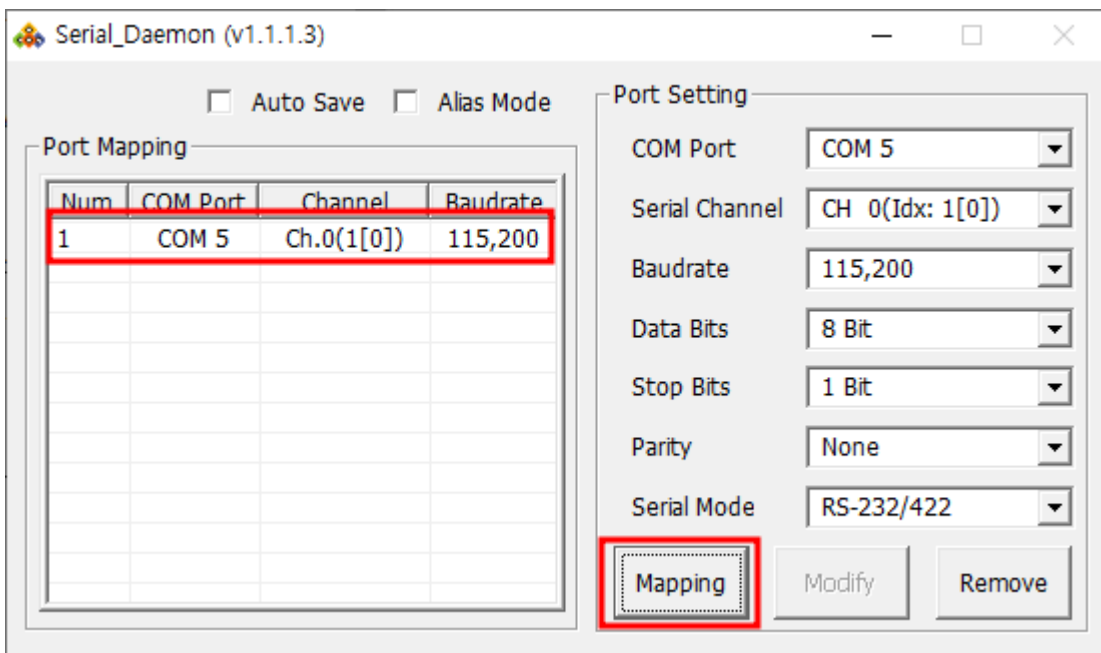 Serial_Daemon (v1.1.1.3)
Auto Save Alias Mode
Port Mapping
Num COM Port Channel Baudrate
1 COM 5 Ch.0(1[0]) 115,200
Port Setting
COM Port COM 5
Serial Channel CH 0(Idx: 1[0])
Baudrate 115,200
Data Bits 8 Bit
Stop Bits 1 Bit
Parity None
Serial Mode RS-232/422
Mapping Modify Remove